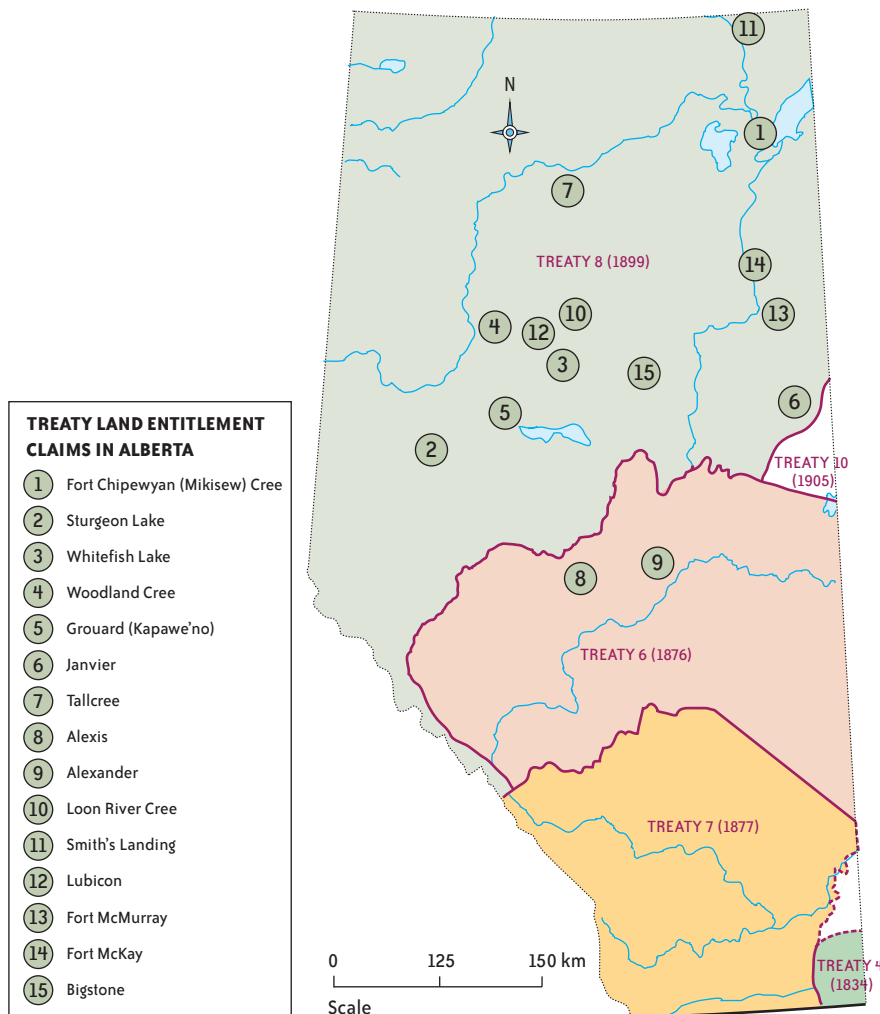 11
N
1
7
TREATY 8 (1899)
14
10
13
4
12
3
15
6
5
2
TREATY 10
(1905)
9
8
TREATY 6 (1876)
TREATY 7 (1877)
TREATY 4
(1834)
TREATY LAND ENTITLEMENT
CLAIMS IN ALBERTA
1 Fort Chipewyan (Mikisew) Cree
2 Sturgeon Lake
3 Whitefish Lake
4 Woodland Cree
5 Grouard (Kapawe'no)
6 Janvier
7 Tallcree
8 Alexis
9 Alexander
10 Loon River Cree
11 Smith's Landing
12 Lubicon
13 Fort McMurray
14 Fort McKay
15 Bigstone
0 125 150 km
Scale